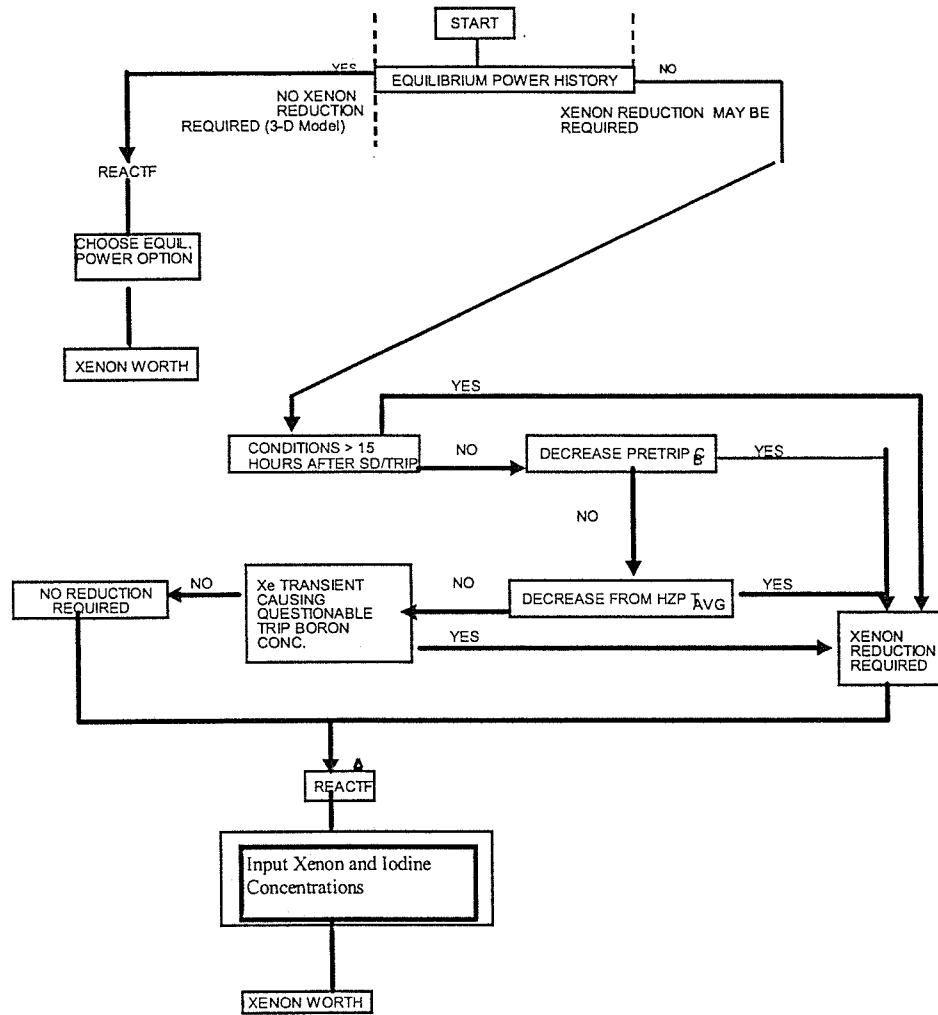 START
YES
EQUILIBRIUM POWER HISTORY
NO
NO XENON
REDUCTION
REQUIRED (3-D Model)
XENON REDUCTION MAY BE
REQUIRED
REACTF
CHOOSE EQUIL.
POWER OPTION
XENON WORTH
YES
CONDITIONS > 15
HOURS AFTER SD/TRIP
NO
DECREASE PRETRIP CB
YES
NO
NO REDUCTION
REQUIRED
NO
Xe TRANSIENT
CAUSING
QUESTIONABLE
TRIP BORON
CONC.
NO
DECREASE FROM HZP TAVG
YES
YES
XENON
REDUCTION
REQUIRED
Δ
REACTF
Input Xenon and Iodine
Concentrations
XENON WORTH